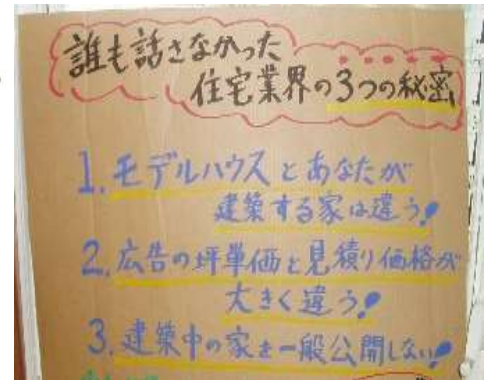 誰も話さなかった
住宅業界の3つの秘密
1. モデルハウスとあなたが
建築する家は違う!
2. 広告の坪単価と見積り価格が
大きく違う!
3. 建築中の家を一般公開しない!